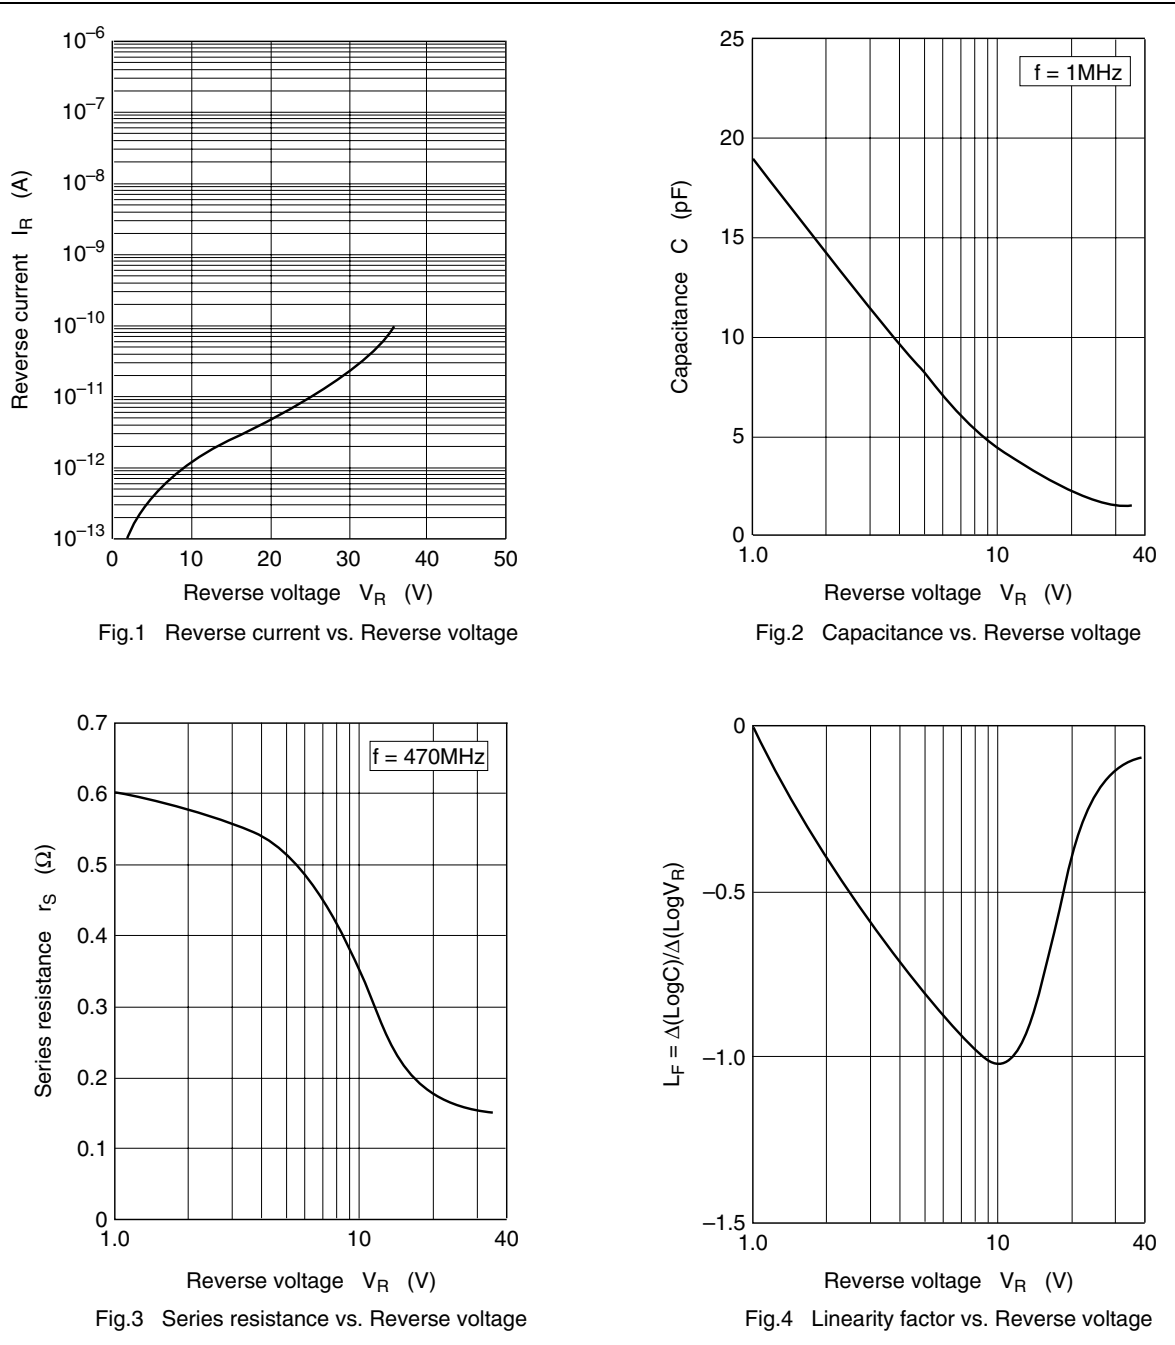 10⁻⁶
10⁻⁷
10⁻⁸
10⁻⁹
10⁻¹⁰
10⁻¹¹
10⁻¹²
10⁻¹³
Reverse current I_R (A)
0 10 20 30 40 50
Reverse voltage V_R (V)
Fig.1 Reverse current vs. Reverse voltage
25
20
15
10
5
0
f = 1MHz
Capacitance C (pF)
1.0 10 40
Reverse voltage V_R (V)
Fig.2 Capacitance vs. Reverse voltage
0.7
0.6
0.5
0.4
0.3
0.2
0.1
0
f = 470MHz
Series resistance r_S (Ω)
1.0 10 40
Reverse voltage V_R (V)
Fig.3 Series resistance vs. Reverse voltage
0
−0.5
−1.0
−1.5
L_F = Δ(LogC)/Δ(LogV_R)
1.0 10 40
Reverse voltage V_R (V)
Fig.4 Linearity factor vs. Reverse voltage